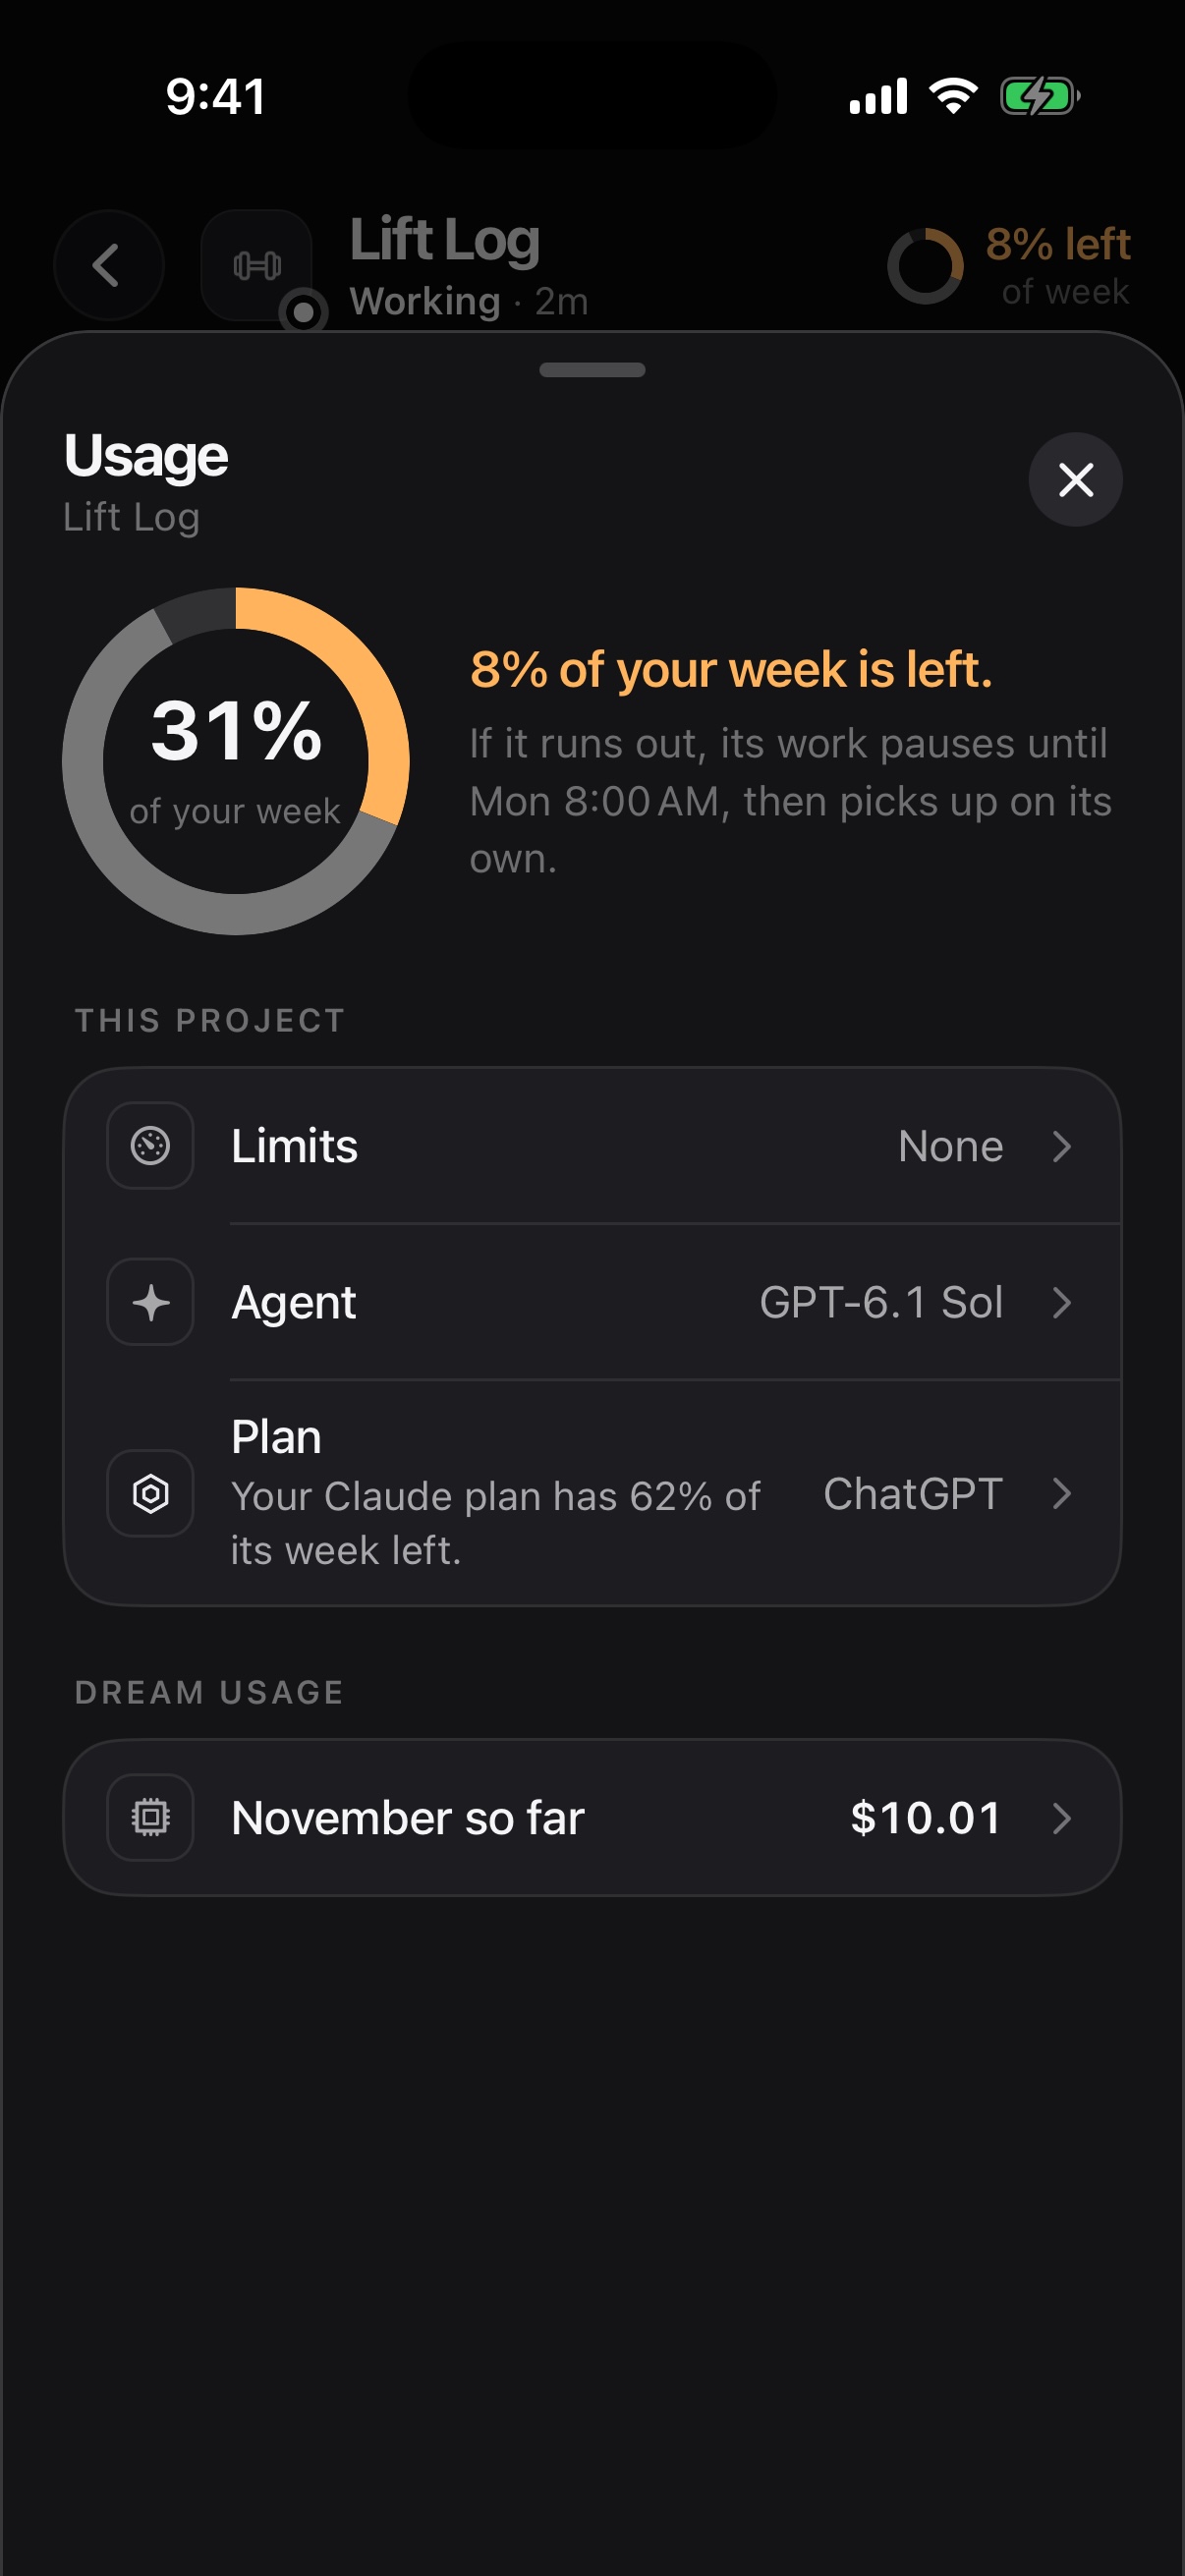 9:41
Lift Log
Working · 2m
8% left
of week
Usage
Lift Log
31%
of your week
8% of your week is left.
If it runs out, its work pauses until
Mon 8:00 AM, then picks up on its
own.
THIS PROJECT
Limits
None
Agent
GPT-6.1 Sol
Plan
Your Claude plan has 62% of
its week left.
ChatGPT
DREAM USAGE
November so far
$10.01